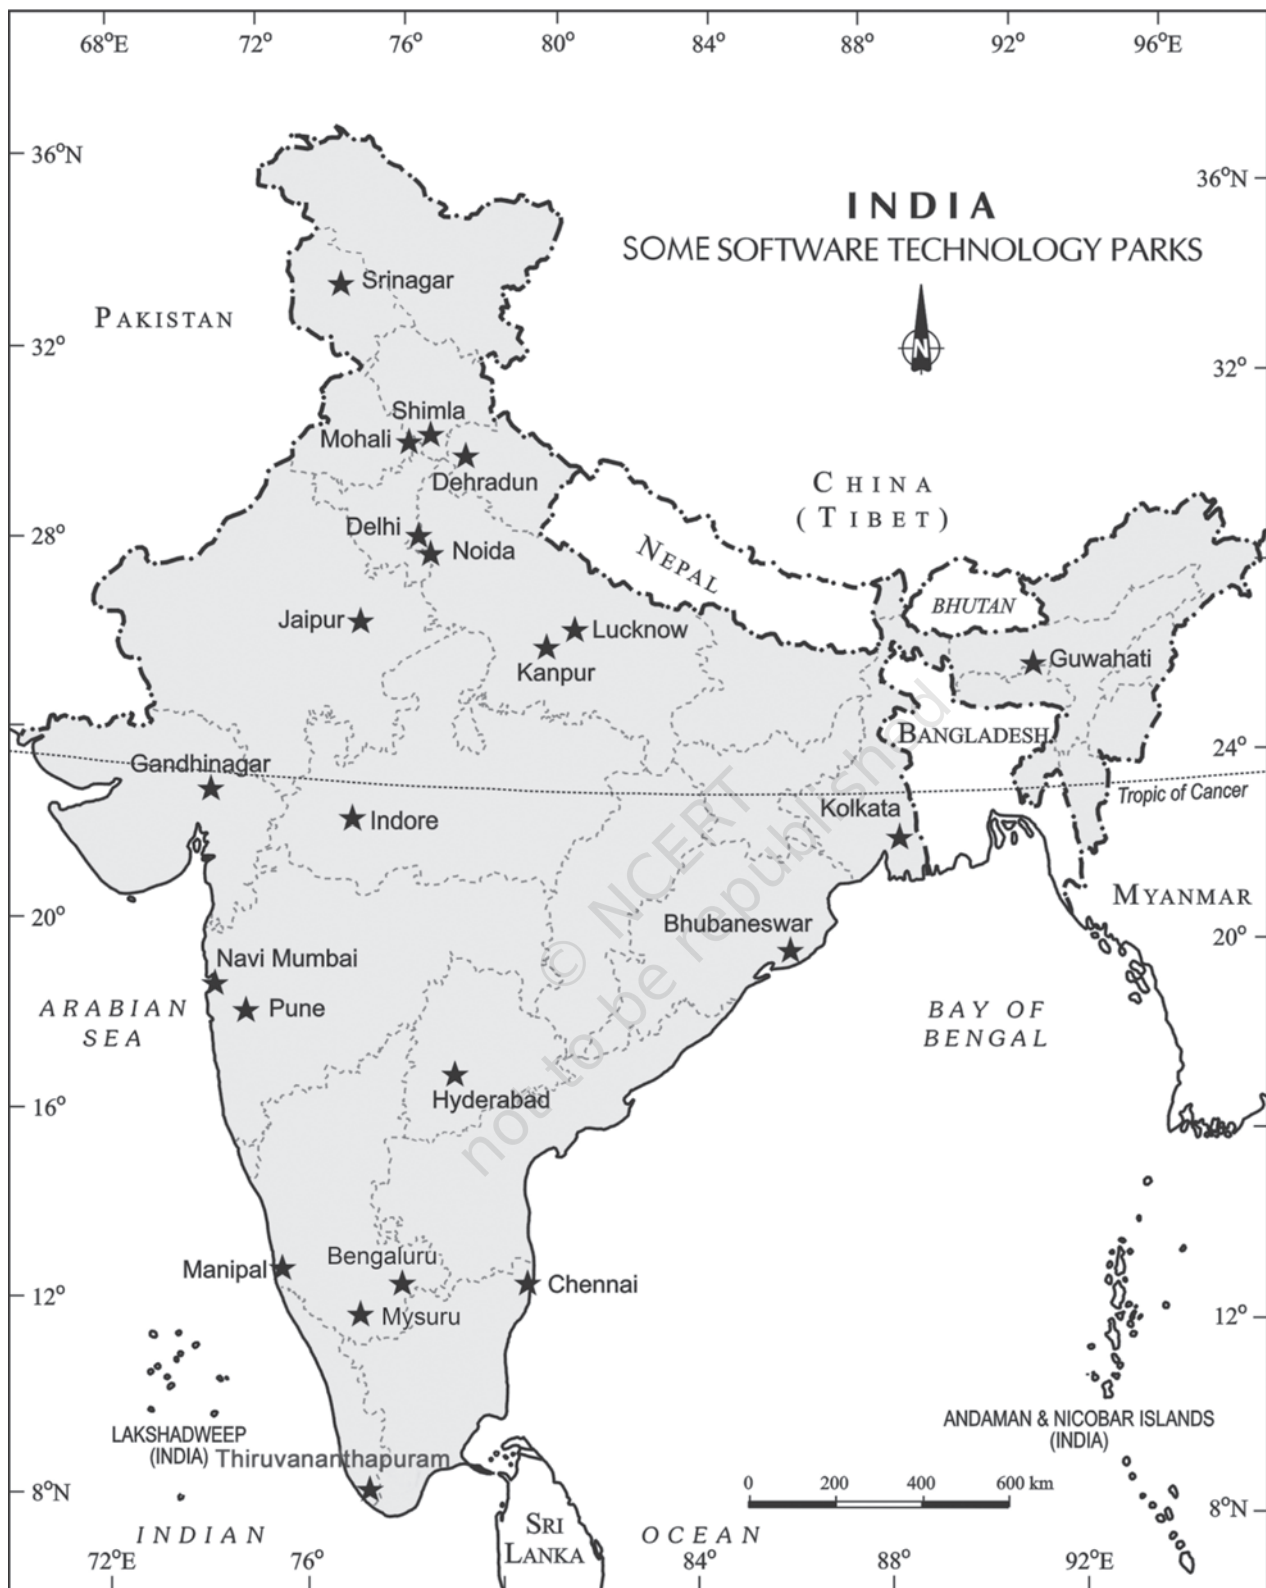 68°E 72° 76° 80° 84° 88° 92° 96°E
36°N
36°N
INDIA
SOME SOFTWARE TECHNOLOGY PARKS
N
Srinagar
PAKISTAN
32°
32°
Shimla
Mohali
Dehradun
CHINA
(TIBET)
Delhi
28°
Noida
NEPAL
BHUTAN
Jaipur
Lucknow
Kanpur
Guwahati
BANGLADESH
24°
Gandhinagar
Tropic of Cancer
Kolkata
Indore
MYANMAR
20°
20°
Bhubaneswar
Navi Mumbai
Pune
ARABIAN
SEA
BAY OF
BENGAL
© NCERT
not to be republished
Hyderabad
16°
Bengaluru
Manipal
Chennai
12°
Mysuru
12°
LAKSHADWEEP
(INDIA)
Thiruvananthapuram
ANDAMAN & NICOBAR ISLANDS
(INDIA)
8°N
0 200 400 600 km
8°N
INDIAN OCEAN
SRI
LANKA
72°E 76° 84° 88° 92°E